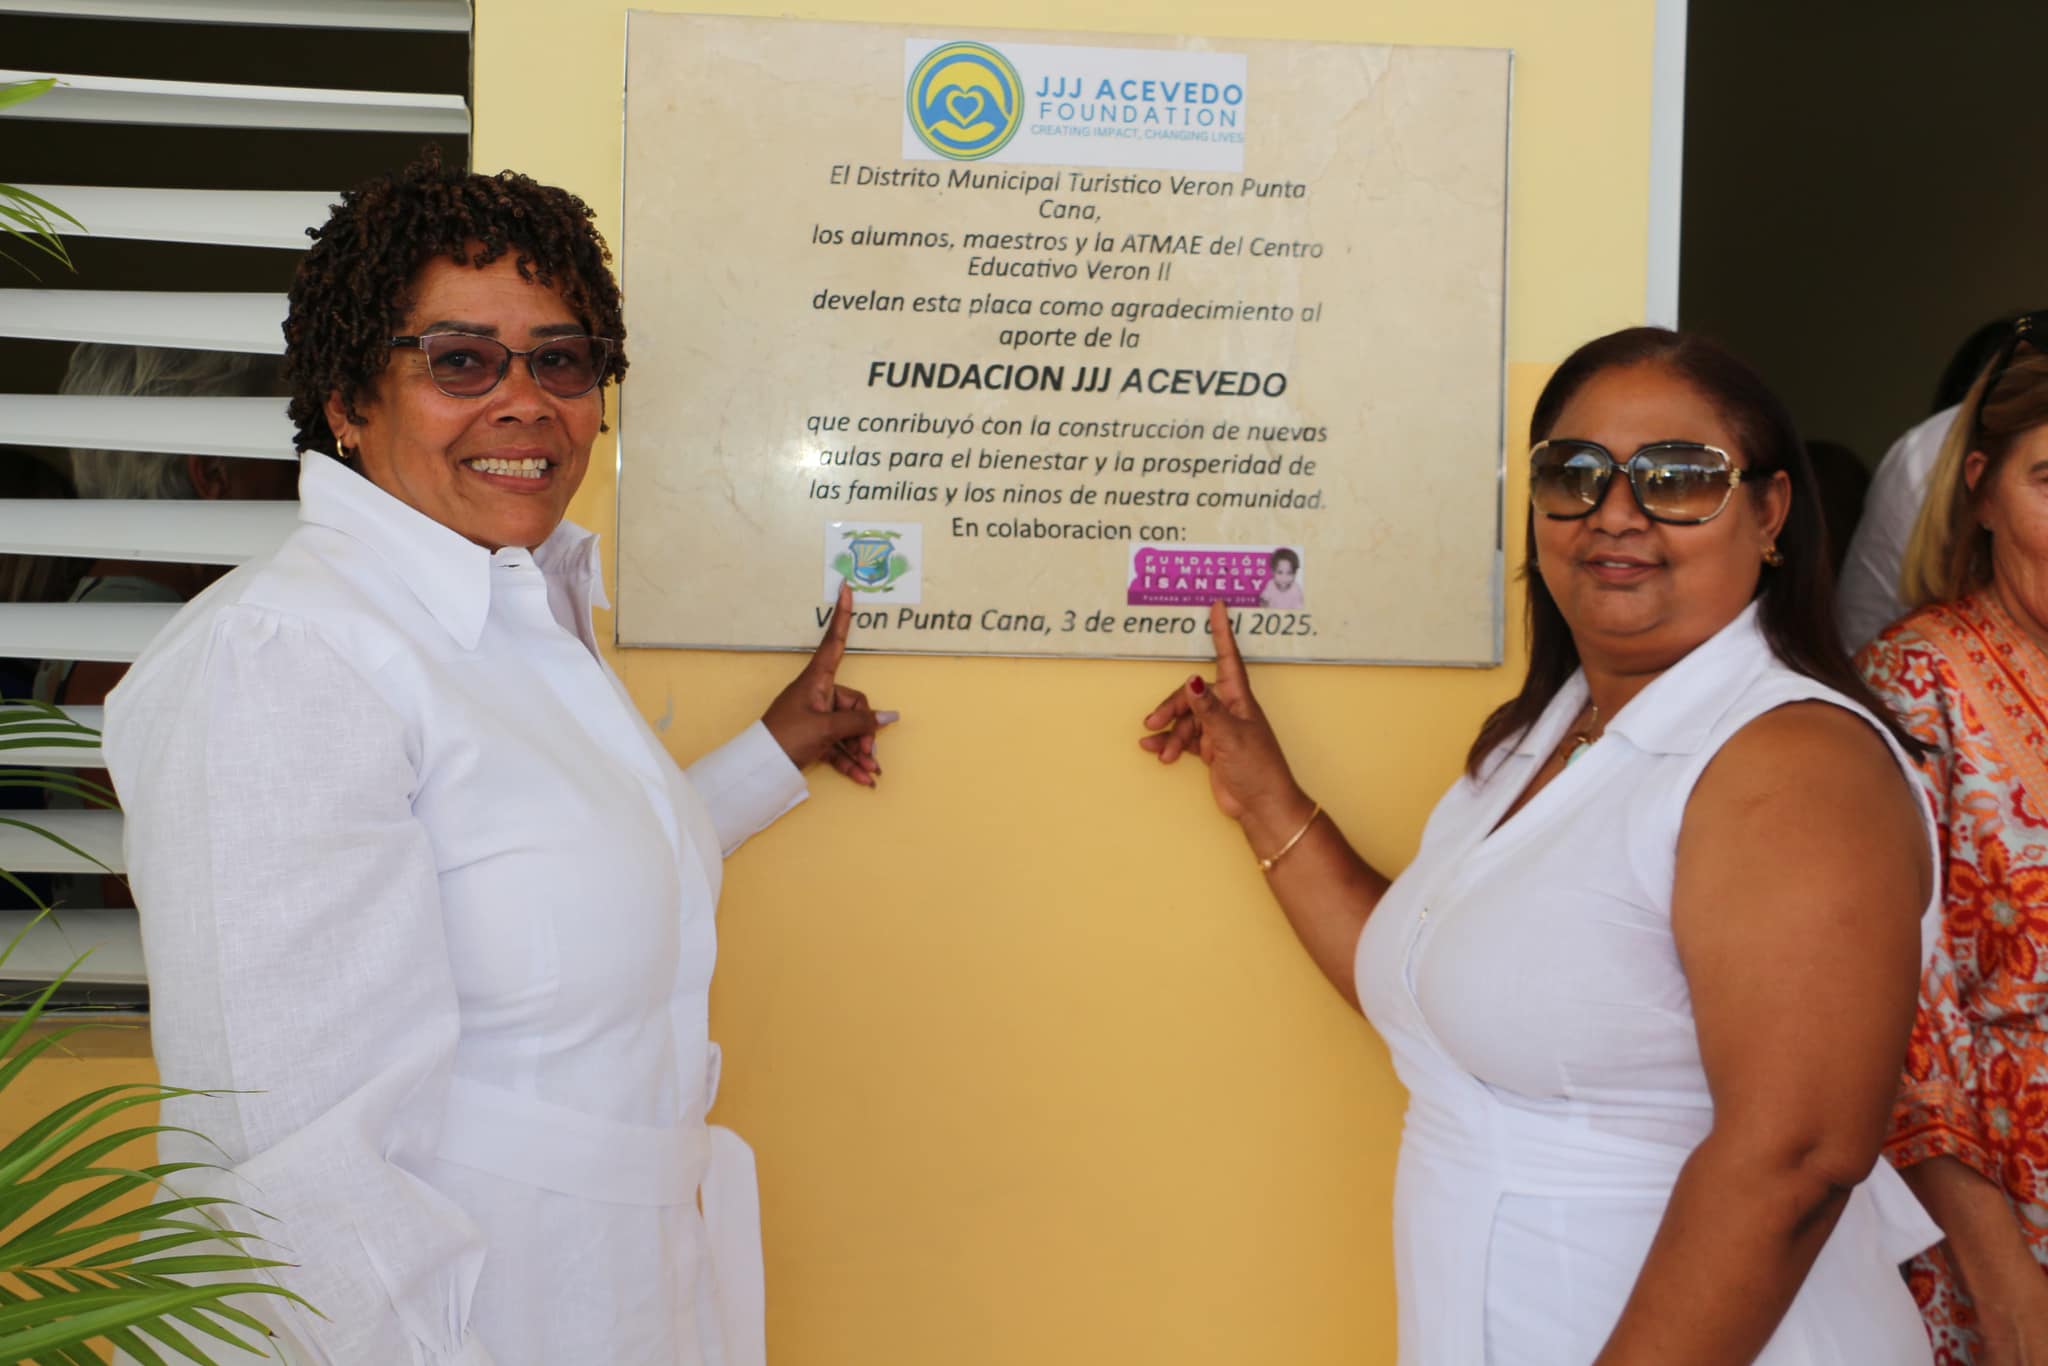 JJJ ACEVEDO
FOUNDATION
CREATING IMPACT, CHANGING LIVES
El Distrito Municipal Turistico Veron Punta
Cana,
los alumnos, maestros y la ATMAE del Centro
Educativo Veron II
develan esta placa como agradecimiento al
aporte de la
FUNDACION JJJ ACEVEDO
que conribuyó con la construcción de nuevas
aulas para el bienestar y la prosperidad de
las familias y los ninos de nuestra comunidad.
En colaboracion con:
FUNDACIÓN
MI MILAGRO
ISANELY
Veron Punta Cana, 3 de enero del 2025.